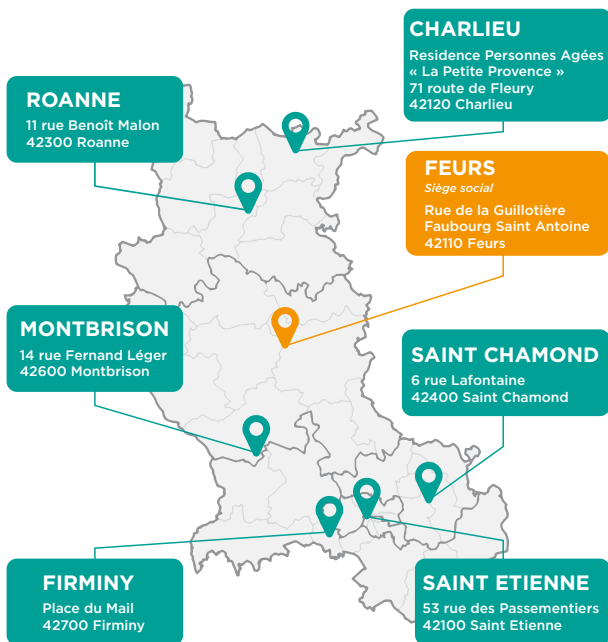 CHARLIEU
Residence Personnes Agées
« La Petite Provence »
71 route de Fleury
42120 Charlieu
ROANNE
11 rue Benoît Malon
42300 Roanne
FEURS
Siège social
Rue de la Guillotière
Faubourg Saint Antoine
42110 Feurs
MONTBRISON
14 rue Fernand Léger
42600 Montbrison
SAINT CHAMOND
6 rue Lafontaine
42400 Saint Chamond
FIRMINY
Place du Mail
42700 Firminy
SAINT ETIENNE
53 rue des Passementiers
42100 Saint Etienne